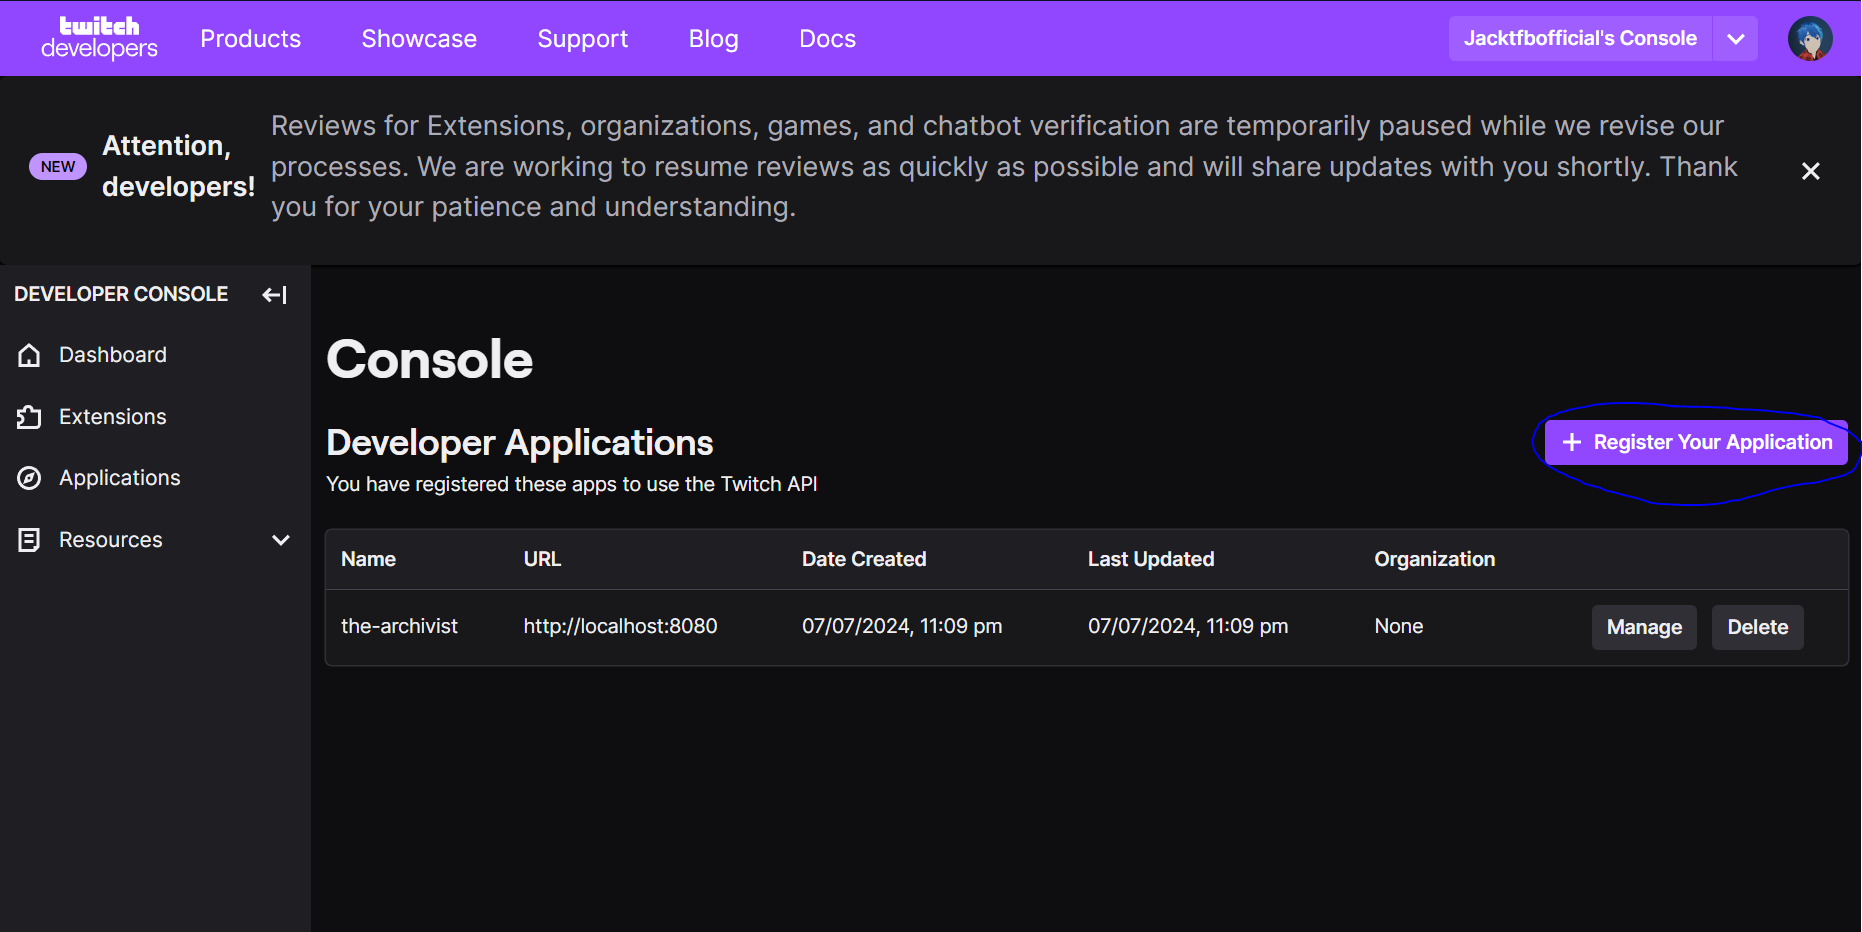 twitch
developers
Products
Showcase
Support
Blog
Docs
Jacktfbofficial's Console
NEW
Attention,
developers!
Reviews for Extensions, organizations, games, and chatbot verification are temporarily paused while we revise our
processes. We are working to resume reviews as quickly as possible and will share updates with you shortly. Thank
you for your patience and understanding.
DEVELOPER CONSOLE
Dashboard
Extensions
Applications
Resources
Console
Developer Applications
You have registered these apps to use the Twitch API
+ Register Your Application
Name URL Date Created Last Updated Organization
the-archivist http://localhost:8080 07/07/2024, 11:09 pm 07/07/2024, 11:09 pm None Manage Delete